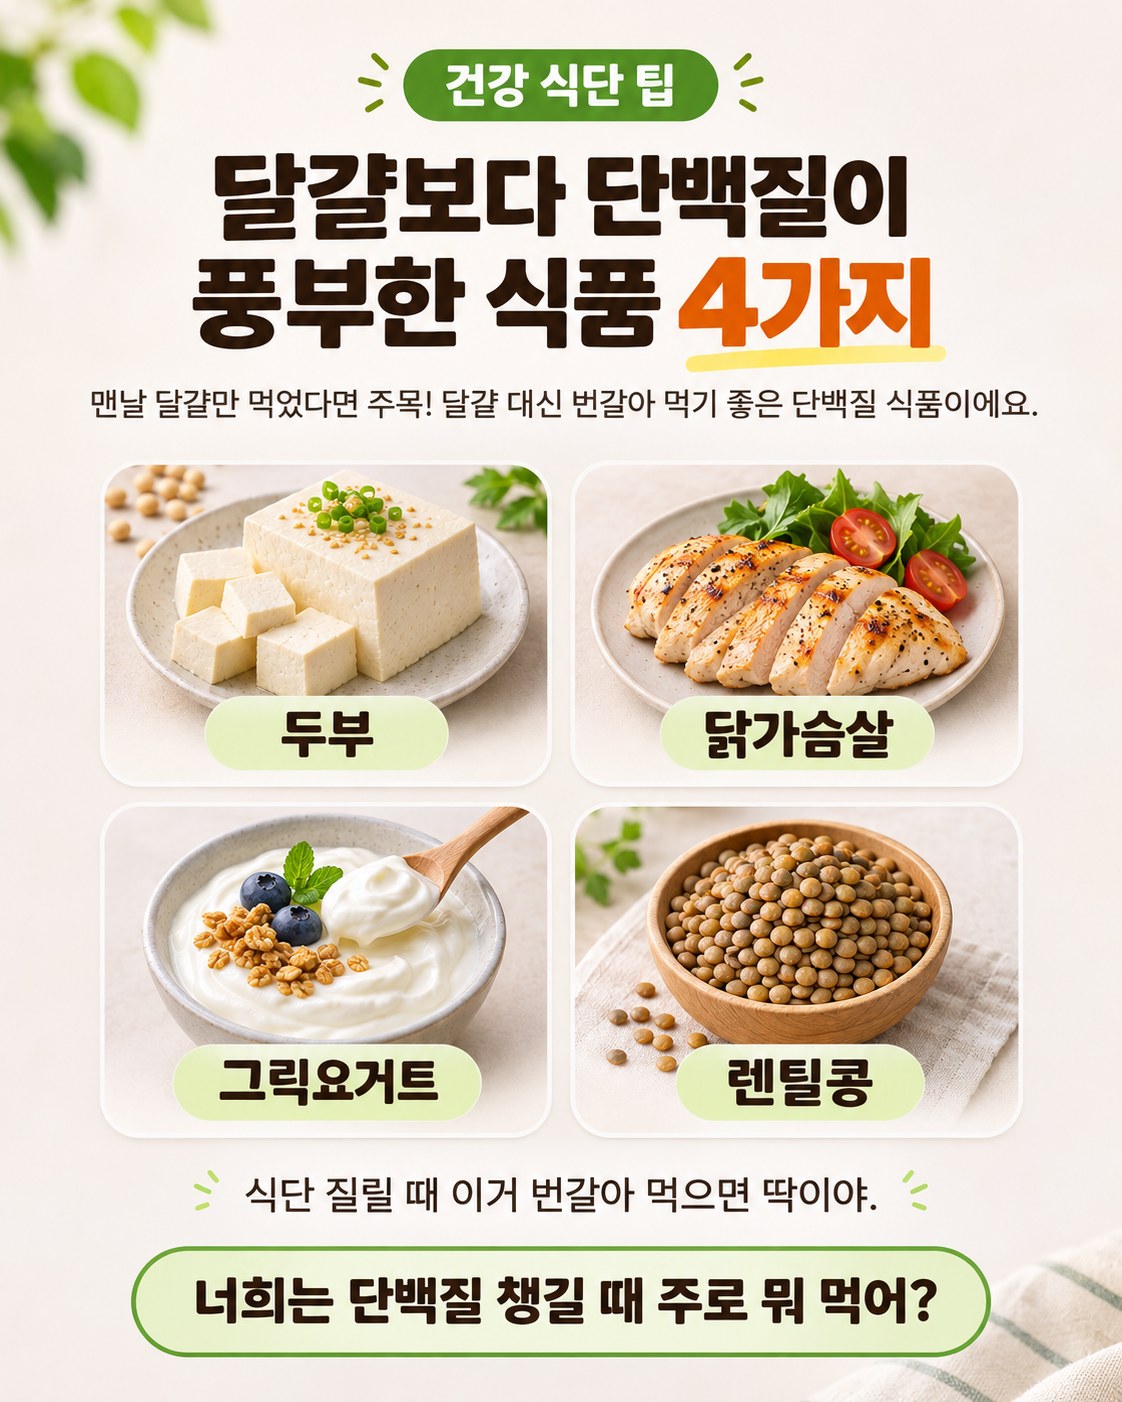 건강 식단 팁
달걀보다 단백질이
풍부한 식품 4가지
맨날 달걀만 먹었다면 주목! 달걀 대신 번갈아 먹기 좋은 단백질 식품이에요.
두부
닭가슴살
그릭요거트
렌틸콩
식단 질릴 때 이거 번갈아 먹으면 딱이야.
너희는 단백질 챙길 때 주로 뭐 먹어?